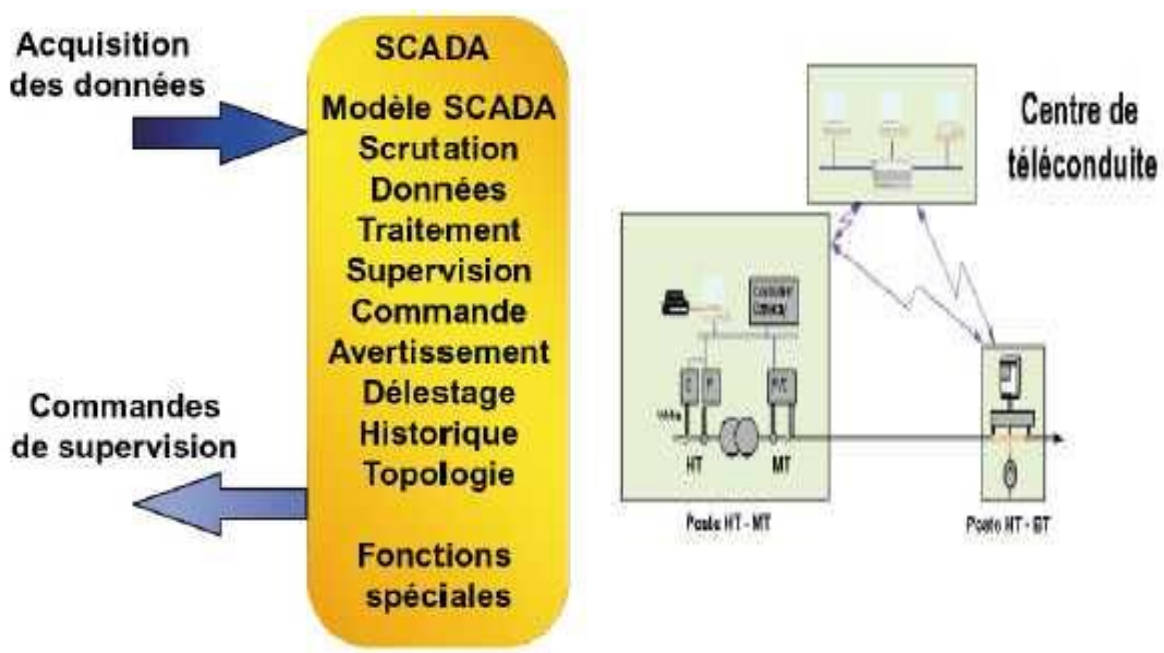 Acquisition
des données
Commandes
de supervision
SCADA
Modèle SCADA
Scrutation
Données
Traitement
Supervision
Commande
Avertissement
Délestage
Historique
Topologie
Fonctions
spéciales
Centre de
téléconduite
HT
MT
Poste HT - MT
Poste HT - BT